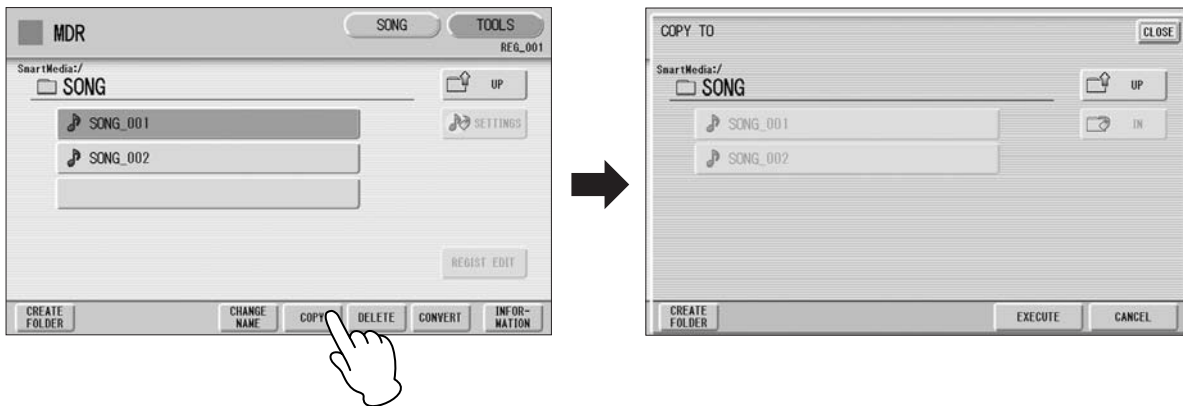 MDR
SONG
TOOLS
REG_001
SmartMedia:/
SONG
UP
SONG_001
SETTINGS
SONG_002
REGIST EDIT
CREATE
FOLDER
CHANGE
NAME
COPY
DELETE
CONVERT
INFOR-
MATION
COPY TO
CLOSE
SmartMedia:/
SONG
UP
SONG_001
IN
SONG_002
CREATE
FOLDER
EXECUTE
CANCEL